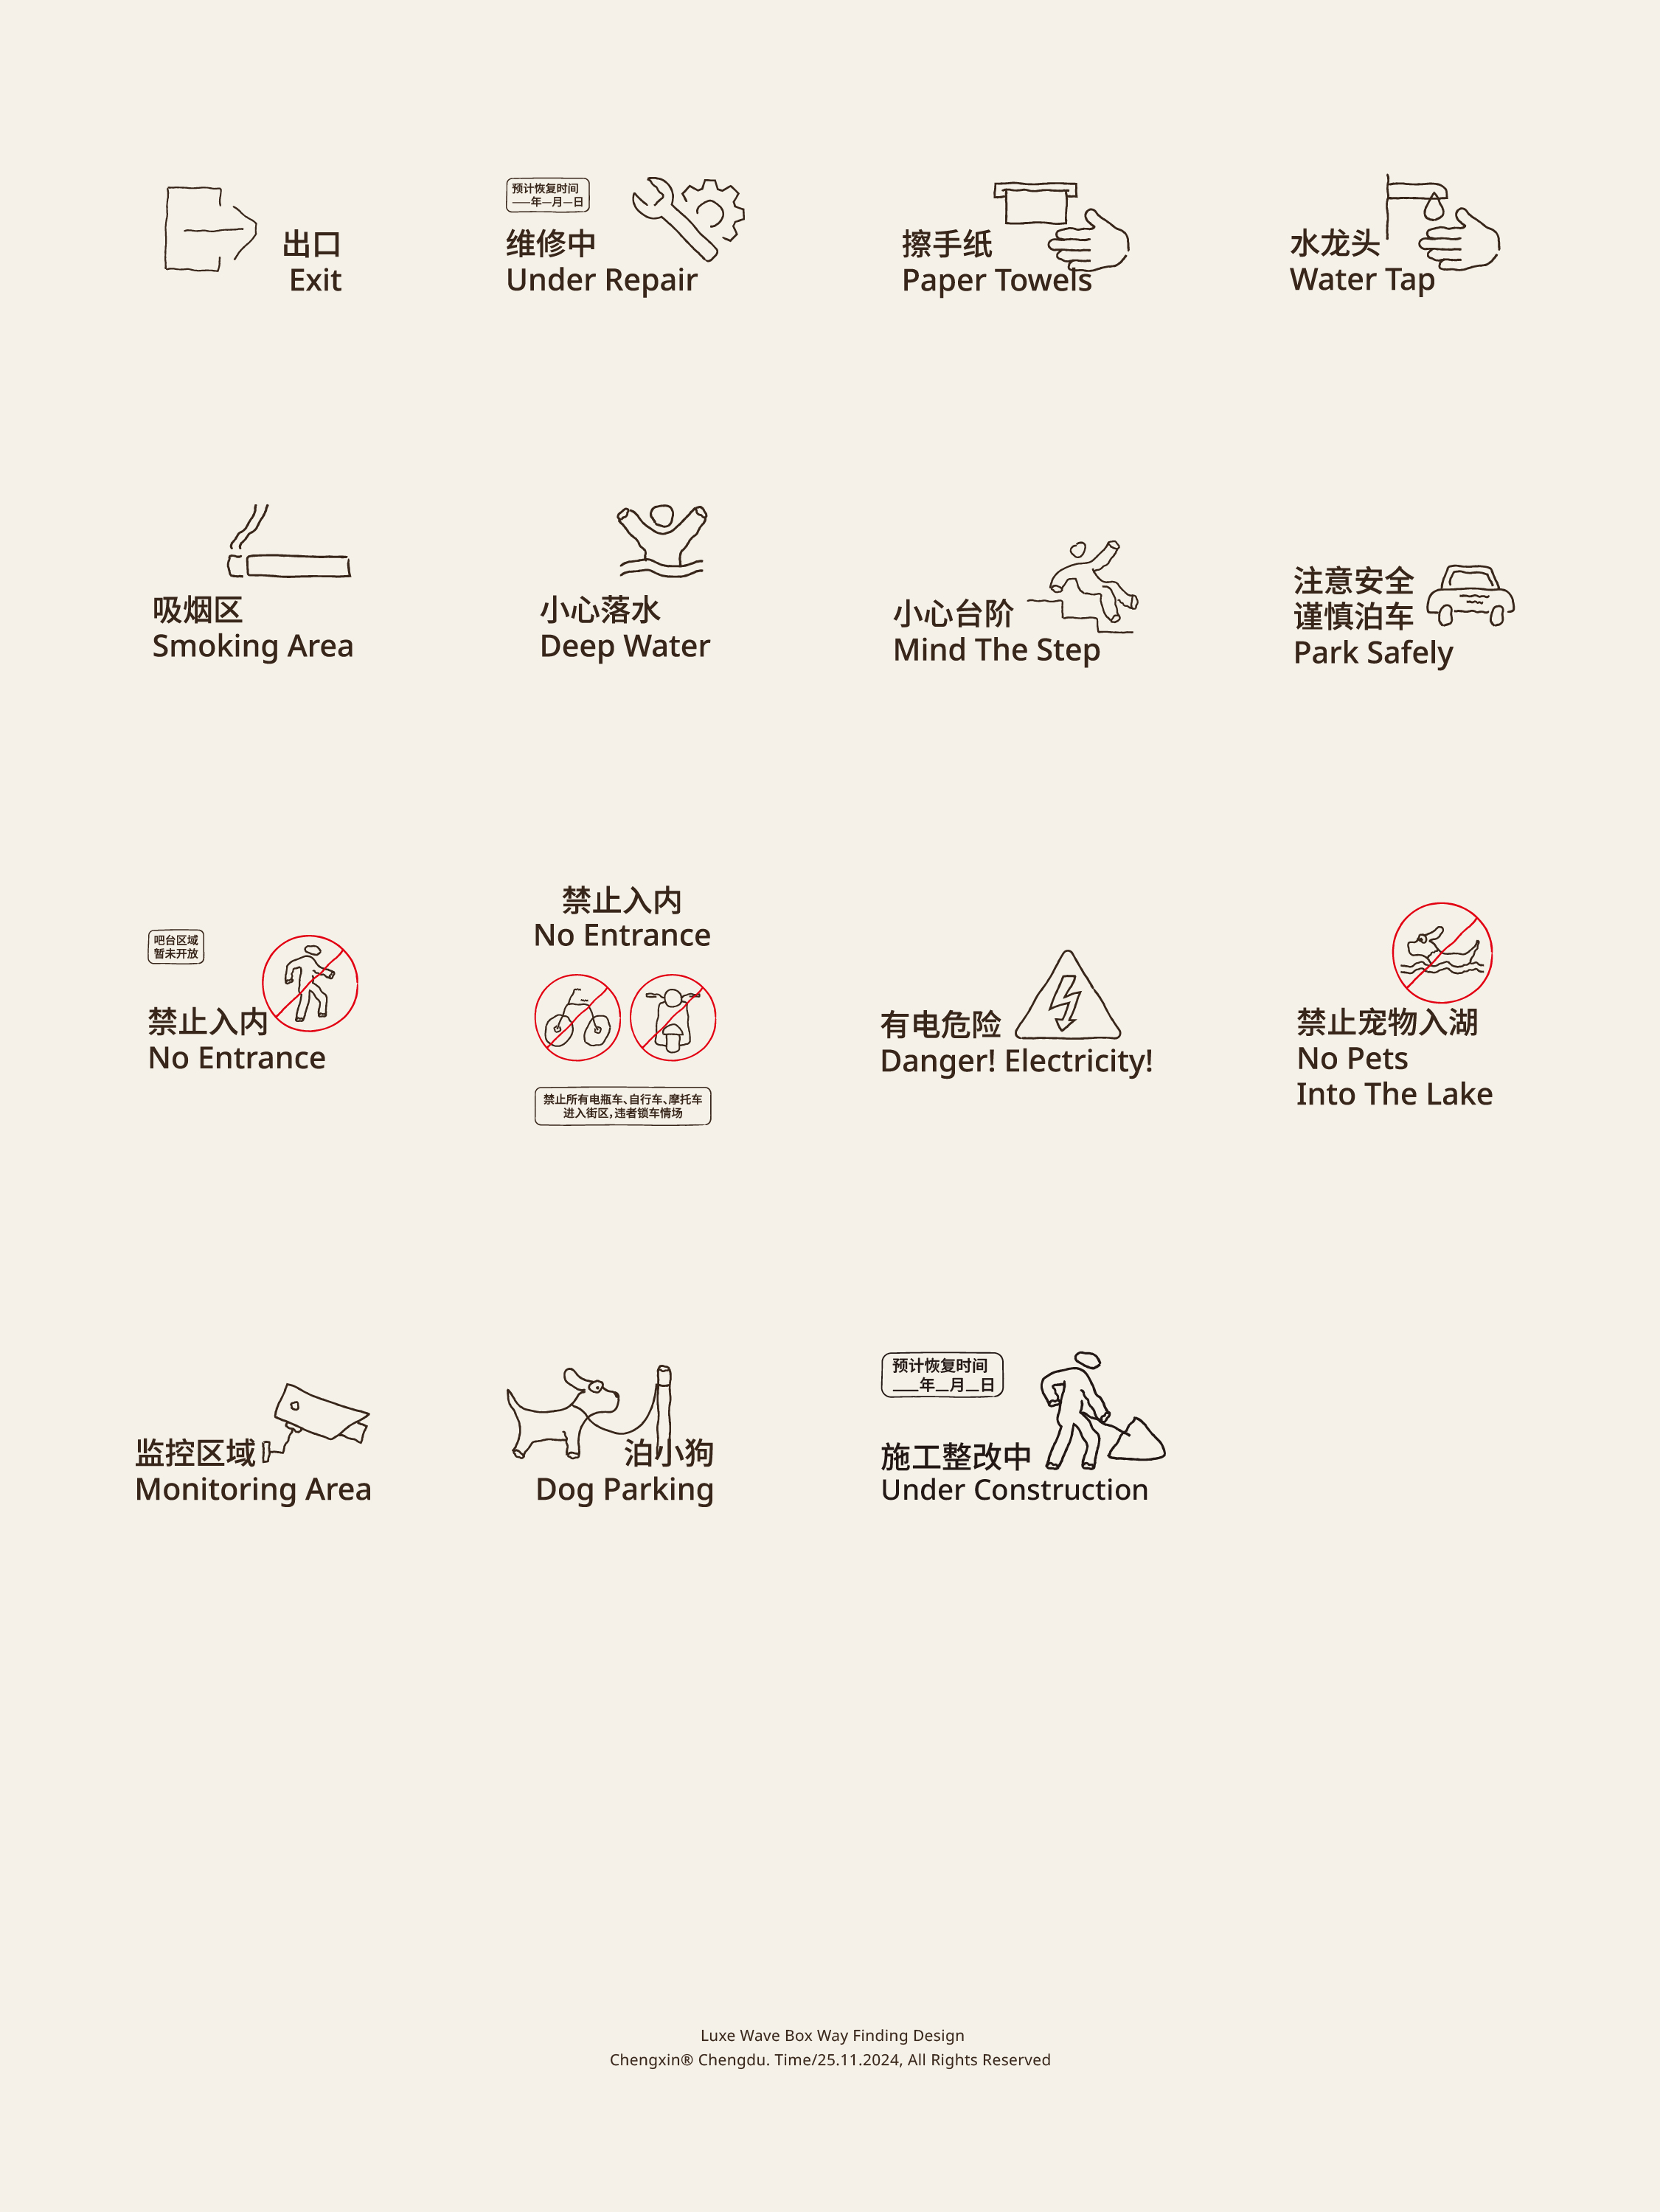 出口
Exit
预计恢复时间
——年—月—日
维修中
Under Repair
擦手纸
Paper Towels
水龙头
Water Tap
吸烟区
Smoking Area
小心落水
Deep Water
小心台阶
Mind The Step
注意安全
谨慎泊车
Park Safely
吧台区域
暂未开放
禁止入内
No Entrance
禁止入内
No Entrance
禁止所有电瓶车、自行车、摩托车
进入街区，违者锁车情场
有电危险
Danger! Electricity!
禁止宠物入湖
No Pets
Into The Lake
监控区域
Monitoring Area
泊小狗
Dog Parking
预计恢复时间
___年__月__日
施工整改中
Under Construction
Luxe Wave Box Way Finding Design
Chengxin® Chengdu. Time/25.11.2024, All Rights Reserved